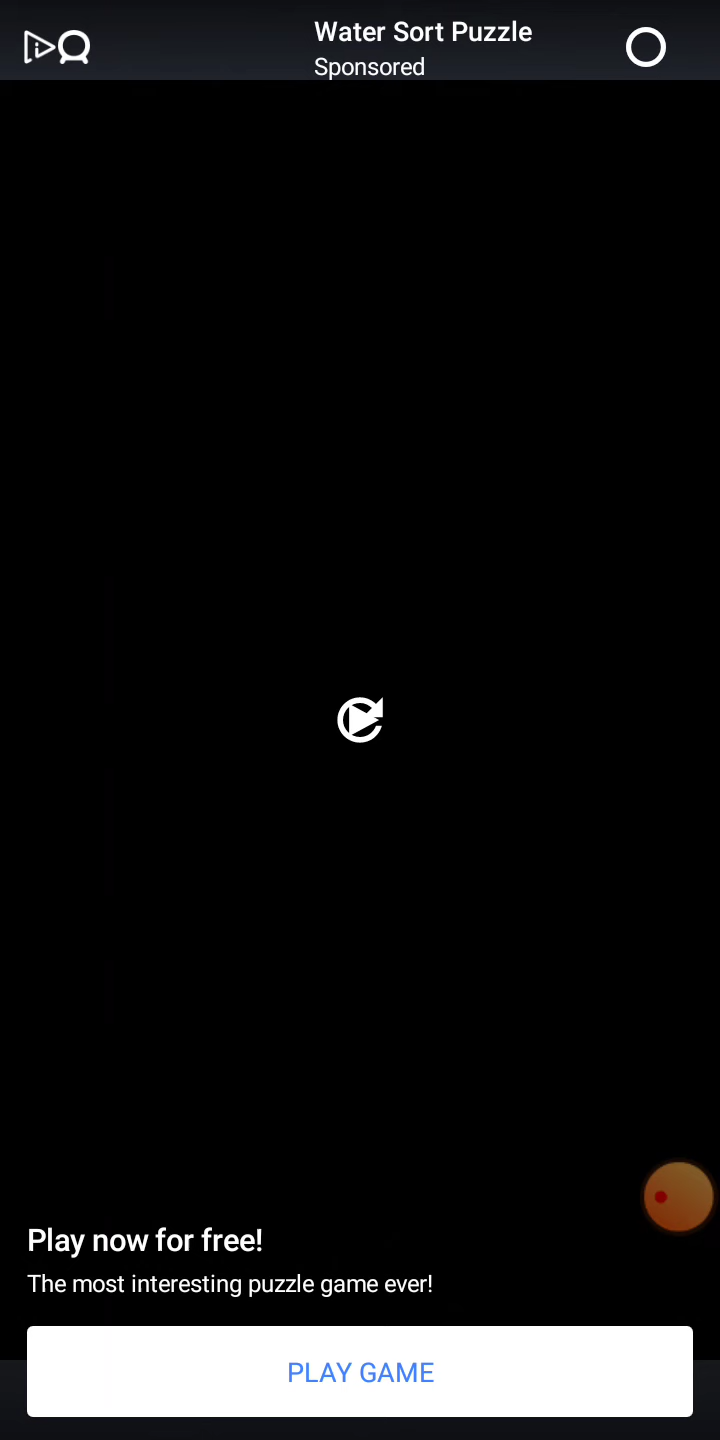 Water Sort Puzzle
Sponsored
Play now for free!
The most interesting puzzle game ever!
PLAY GAME